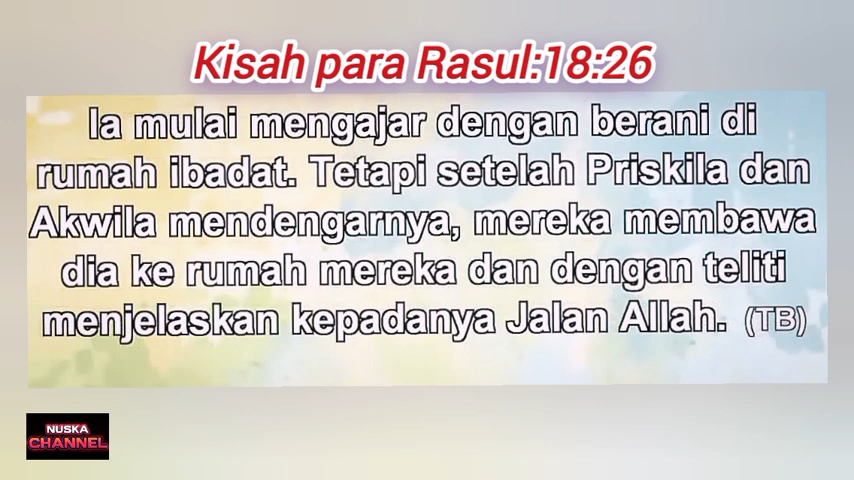 Kisah para Rasul:18:26
Ia mulai mengajar dengan berani di
rumah ibadat. Tetapi setelah Priskila dan
Akwila mendengarnya, mereka membawa
dia ke rumah mereka dan dengan teliti
menjelaskan kepadanya Jalan Allah. (TB)
NUSKA
CHANNEL